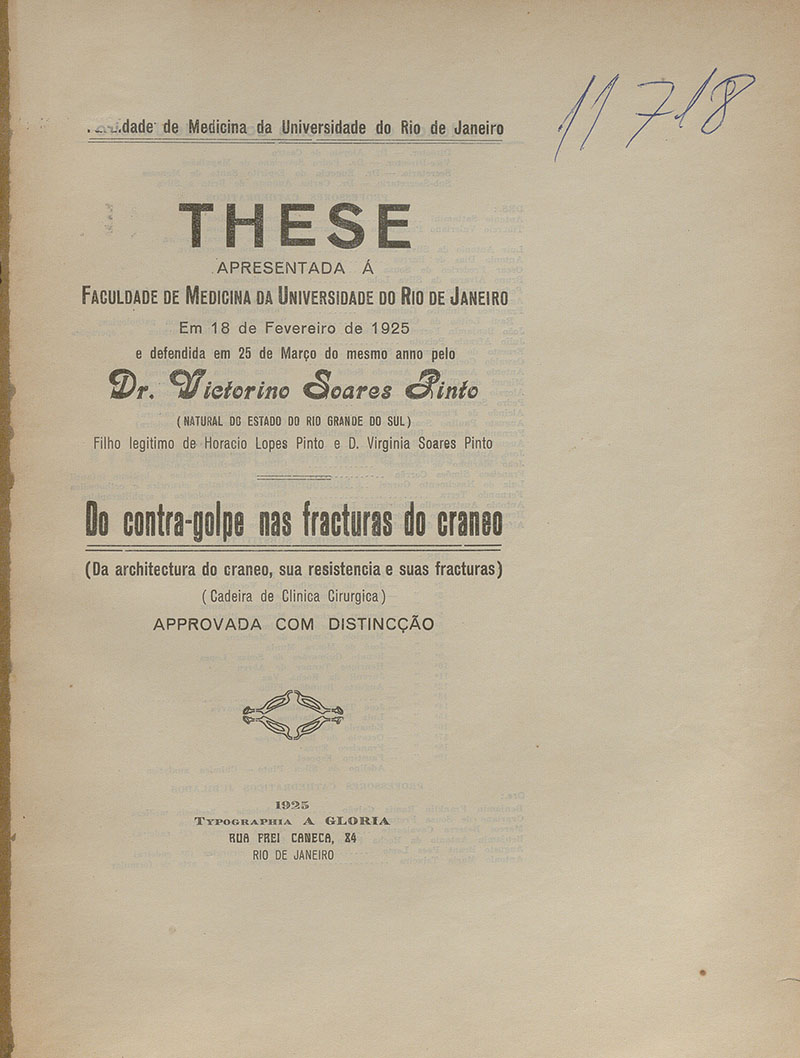 dade de Medicina da Universidade do Rio de Janeiro
11718
THESE
APRESENTADA Á
FACULDADE DE MEDICINA DA UNIVERSIDADE DO RIO DE JANEIRO
Em 18 de Fevereiro de 1925
e defendida em 25 de Março do mesmo anno pelo
Dr. Victorino Soares Pinto
(NATURAL DO ESTADO DO RIO GRANDE DO SUL)
Filho legitimo de Horacio Lopes Pinto e D. Virginia Soares Pinto
Do contra-golpe nas fracturas do craneo
(Da architectura do craneo, sua resistencia e suas fracturas)
(Cadeira de Clinica Cirurgica)
APPROVADA COM DISTINCÇÃO
1925
TYPOGRAPHIA A GLORIA
RUA FREI CANECA, 84
RIO DE JANEIRO